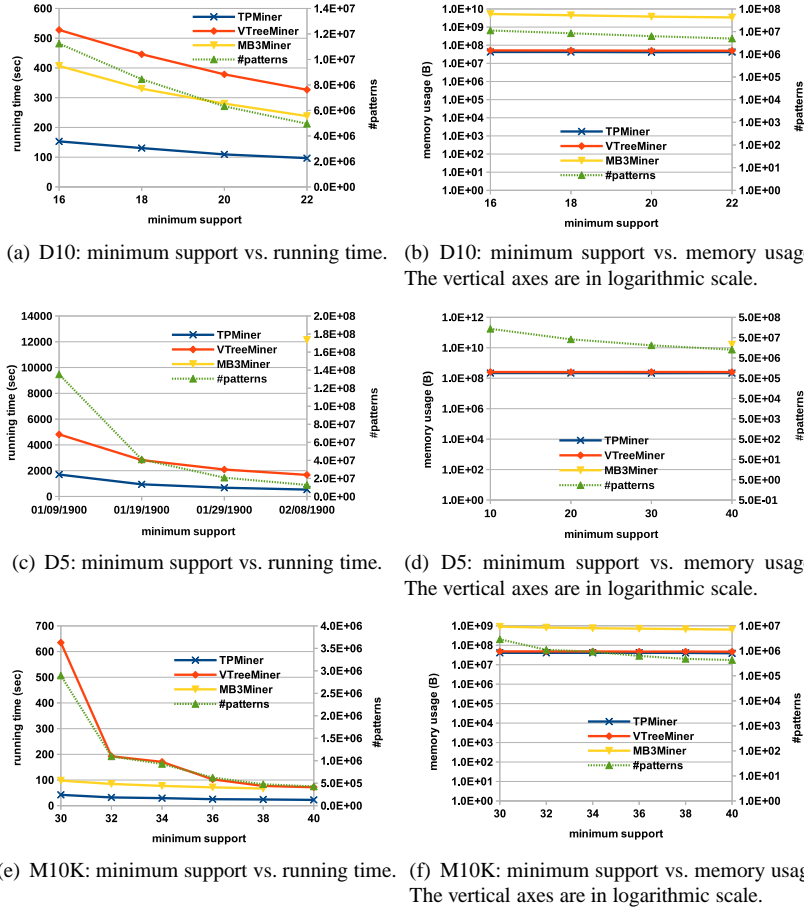 600
500
400
300
200
100
0
1.4E+07
1.2E+07
1.0E+07
8.0E+06
6.0E+06
4.0E+06
2.0E+06
0.0E+00
16 18 20 22
running time (sec)
#patterns
minimum support
TPMiner
VTreeMiner
MB3Miner
#patterns
1.0E+10
1.0E+09
1.0E+08
1.0E+07
1.0E+06
1.0E+05
1.0E+04
1.0E+03
1.0E+02
1.0E+01
1.0E+00
1.0E+08
1.0E+07
1.0E+06
1.0E+05
1.0E+04
1.0E+03
1.0E+02
1.0E+01
1.0E+00
16 18 20 22
memory usage (B)
#patterns
minimum support
TPMiner
VTreeMiner
MB3Miner
#patterns
(a) D10: minimum support vs. running time.
(b) D10: minimum support vs. memory usag
The vertical axes are in logarithmic scale.
14000
12000
10000
8000
6000
4000
2000
0
2.0E+08
1.8E+08
1.6E+08
1.4E+08
1.2E+08
1.0E+08
8.0E+07
6.0E+07
4.0E+07
2.0E+07
0.0E+00
01/09/1900 01/19/1900 01/29/1900 02/08/1900
running time (sec)
#patterns
minimum support
TPMiner
VTreeMiner
MB3Miner
#patterns
1.0E+12
1.0E+10
1.0E+08
1.0E+06
1.0E+04
1.0E+02
1.0E+00
5.0E+08
5.0E+07
5.0E+06
5.0E+05
5.0E+04
5.0E+03
5.0E+02
5.0E+01
5.0E+00
5.0E-01
10 20 30 40
memory usage (B)
#patterns
minimum support
TPMiner
VTreeMiner
MB3Miner
#patterns
(c) D5: minimum support vs. running time.
(d) D5: minimum support vs. memory usag
The vertical axes are in logarithmic scale.
700
600
500
400
300
200
100
0
4.0E+06
3.5E+06
3.0E+06
2.5E+06
2.0E+06
1.5E+06
1.0E+06
5.0E+05
0.0E+00
30 32 34 36 38 40
running time (sec)
#patterns
minimum support
TPMiner
VTreeMiner
MB3Miner
#patterns
1.0E+09
1.0E+08
1.0E+07
1.0E+06
1.0E+05
1.0E+04
1.0E+03
1.0E+02
1.0E+01
1.0E+00
1.0E+07
1.0E+06
1.0E+05
1.0E+04
1.0E+03
1.0E+02
1.0E+01
1.0E+00
30 32 34 36 38 40
memory usage (B)
#patterns
minimum support
TPMiner
VTreeMiner
MB3Miner
#patterns
e) M10K: minimum support vs. running time.
(f) M10K: minimum support vs. memory usag
The vertical axes are in logarithmic scale.